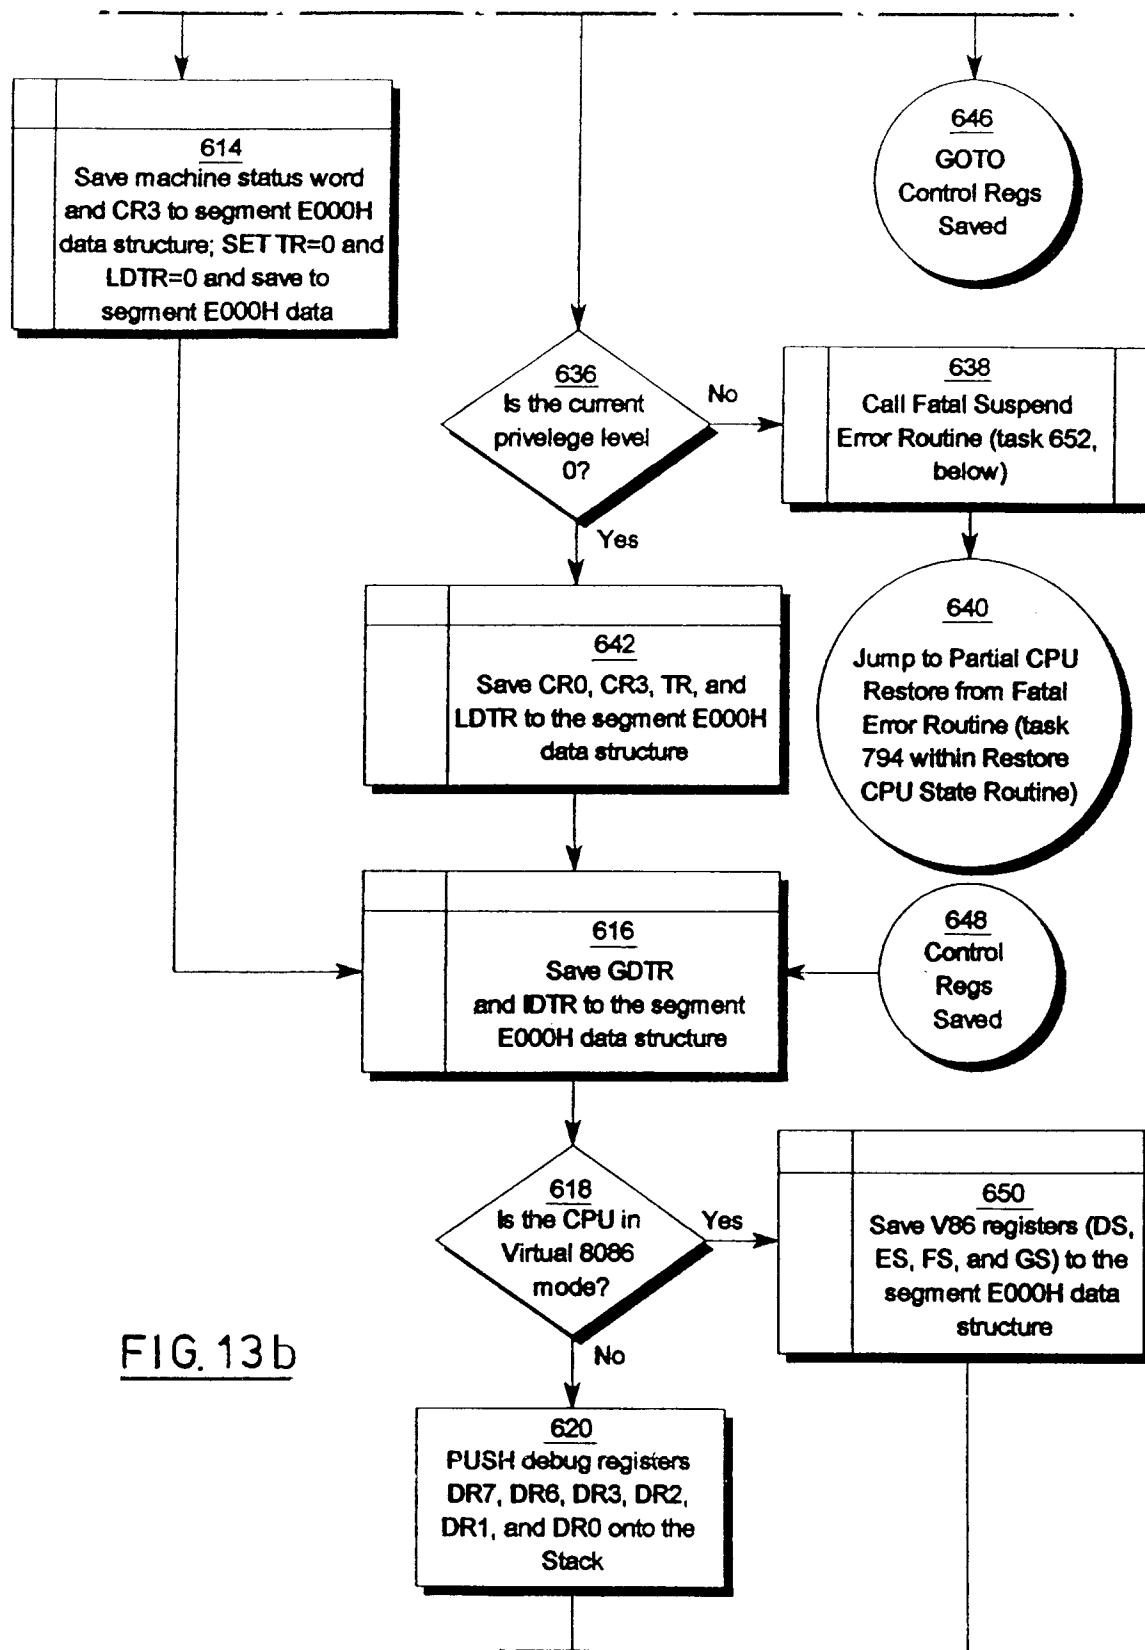 614
Save machine status word
and CR3 to segment E000H
data structure; SET TR=0 and
LDTR=0 and save to
segment E000H data
646
GOTO
Control Regs
Saved
636
Is the current
privelege level
0?
No
Yes
638
Call Fatal Suspend
Error Routine (task 652,
below)
640
Jump to Partial CPU
Restore from Fatal
Error Routine (task
794 within Restore
CPU State Routine)
642
Save CR0, CR3, TR, and
LDTR to the segment E000H
data structure
616
Save GDTR
and IDTR to the segment
E000H data structure
648
Control
Regs
Saved
618
Is the CPU in
Virtual 8086
mode?
Yes
No
650
Save V86 registers (DS,
ES, FS, and GS) to the
segment E000H data
structure
620
PUSH debug registers
DR7, DR6, DR3, DR2,
DR1, and DR0 onto the
Stack
FIG. 13b